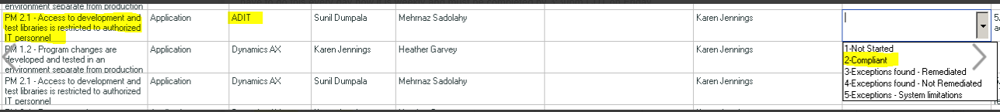 environment separate from production
PM 2.1 - Access to development and test libraries is restricted to authorized IT personnel
Application
ADIT
Sunil Dumpala
Mehrnaz Sadolahy
Karen Jennings
5.
PM 1.2 - Program changes are developed and tested in an environment separate from production
Application
Dynamics AX
Karen Jennings
Heather Garvey
Karen Jennings
1-Not Started
2-Compliant
3-Exceptions found - Remediated
4-Exceptions found - Not Remediated
5-Exceptions - System limitations
PM 2.1 - Access to development and test libraries is restricted to authorized IT personnel
Application
Dynamics AX
Sunil Dumpala
Mehrnaz Sadolahy
Karen Jennings